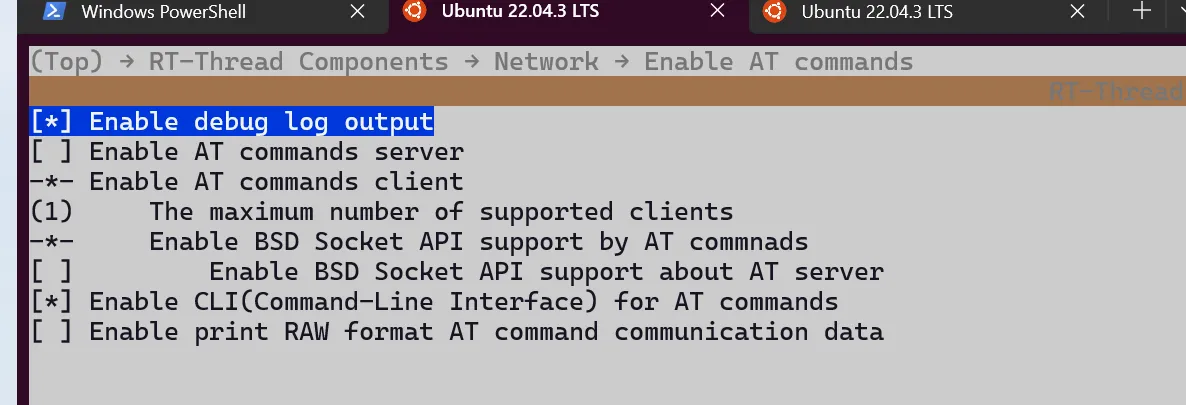 Windows PowerShell
Ubuntu 22.04.3 LTS
Ubuntu 22.04.3 LTS
(Top) → RT-Thread Components → Network → Enable AT commands
RT-Thread
[*] Enable debug log output
[ ] Enable AT commands server
-*- Enable AT commands client
(1)     The maximum number of supported clients
-*-     Enable BSD Socket API support by AT commnads
[ ]         Enable BSD Socket API support about AT server
[*] Enable CLI(Command-Line Interface) for AT commands
[ ] Enable print RAW format AT command communication data